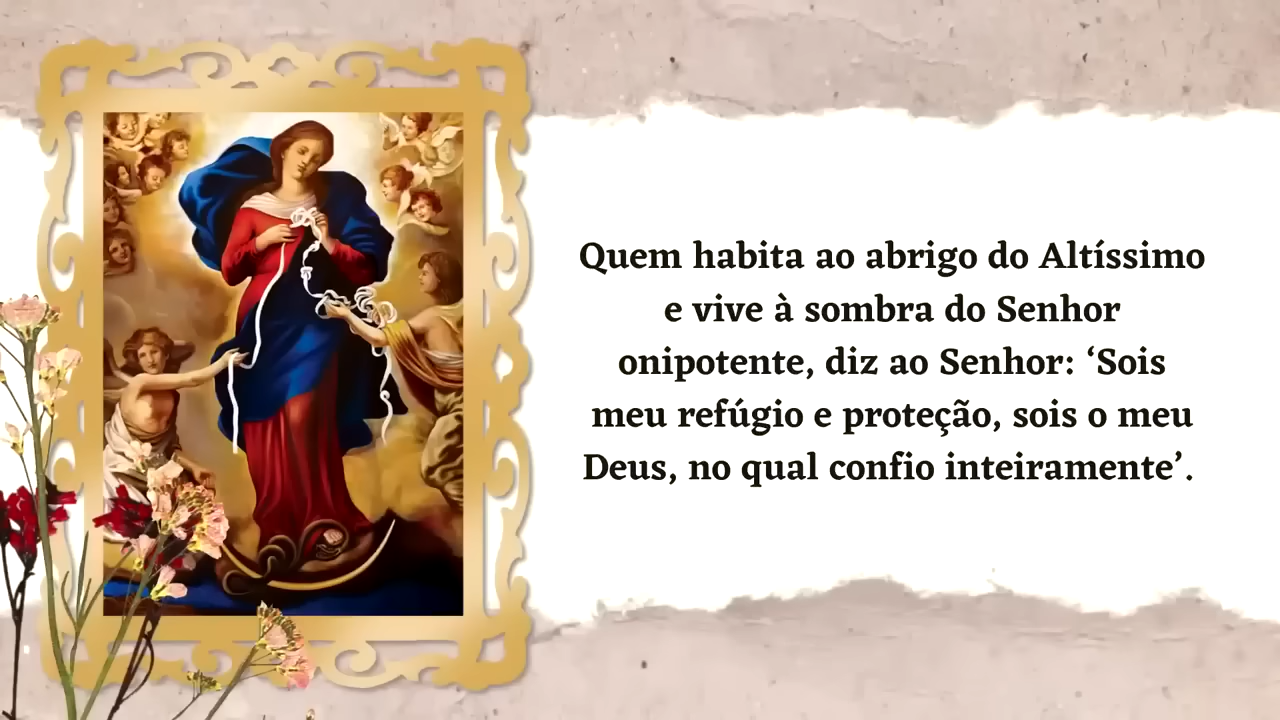 Quem habita ao abrigo do Altíssimo
e vive à sombra do Senhor
onipotente, diz ao Senhor: ‘Sois
meu refúgio e proteção, sois o meu
Deus, no qual confio inteiramente’.